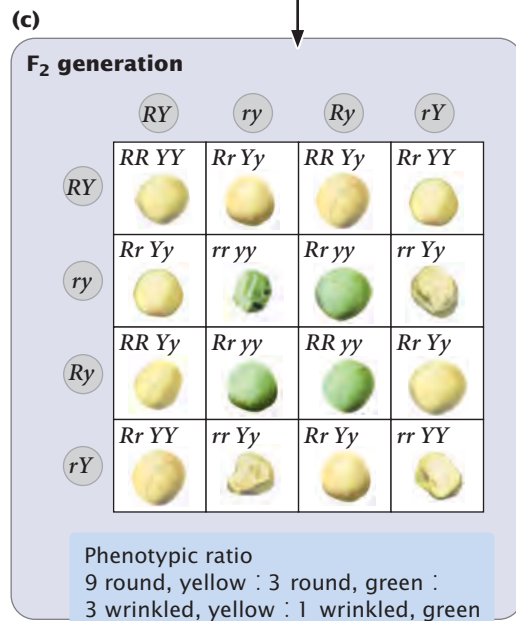 (c)
F₂ generation
RY ry Ry rY
RY RR YY Rr Yy RR Yy Rr YY
ry Rr Yy rr yy Rr yy rr Yy
Ry RR Yy Rr yy RR yy Rr Yy
rY Rr YY rr Yy Rr Yy rr YY
Phenotypic ratio
9 round, yellow : 3 round, green :
3 wrinkled, yellow : 1 wrinkled, green